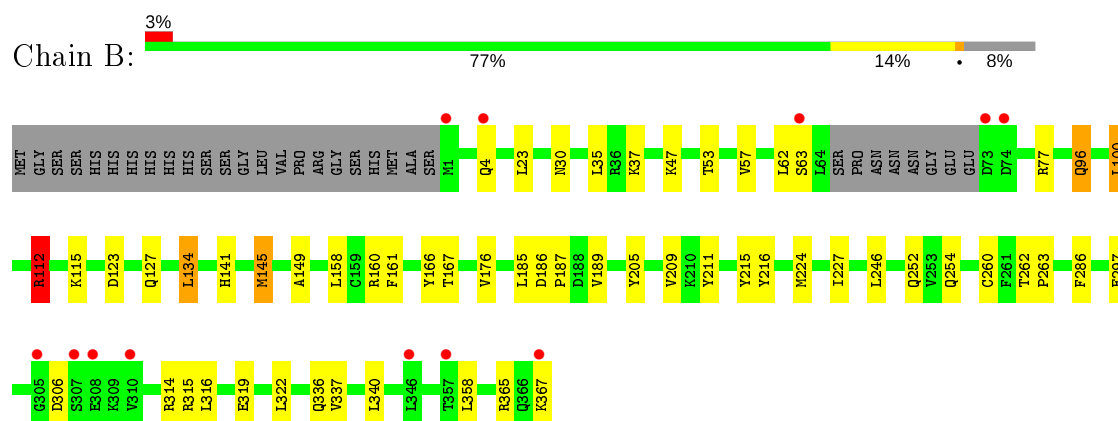 3%
Chain B:
77% 14% • 8%
MET GLY SER SER HIS HIS HIS HIS HIS HIS SER SER GLY LEU VAL PRO ARG GLY SER HIS MET ALA SER M1 Q4 L23 N30 L35 R36 K37 K47 T53 V57 L62 S63 L64 SER PRO ASN ASN ASN GLY GLU GLU D73 D74 R77 Q96 L100
R112 K115 D123 Q127 L134 H141 M145 A149 L158 C159 R160 F161 Y166 T167 V176 L185 D186 P187 D188 V189 Y205 V209 K210 Y211 Y215 Y216 M224 I227 L246 Q252 V253 Q254 C260 F261 T262 P263 F286
G305 D306 S307 E308 K309 V310 R314 R315 L316 E319 L322 Q336 V337 L340 L346 T357 L358 R365 Q366 K367